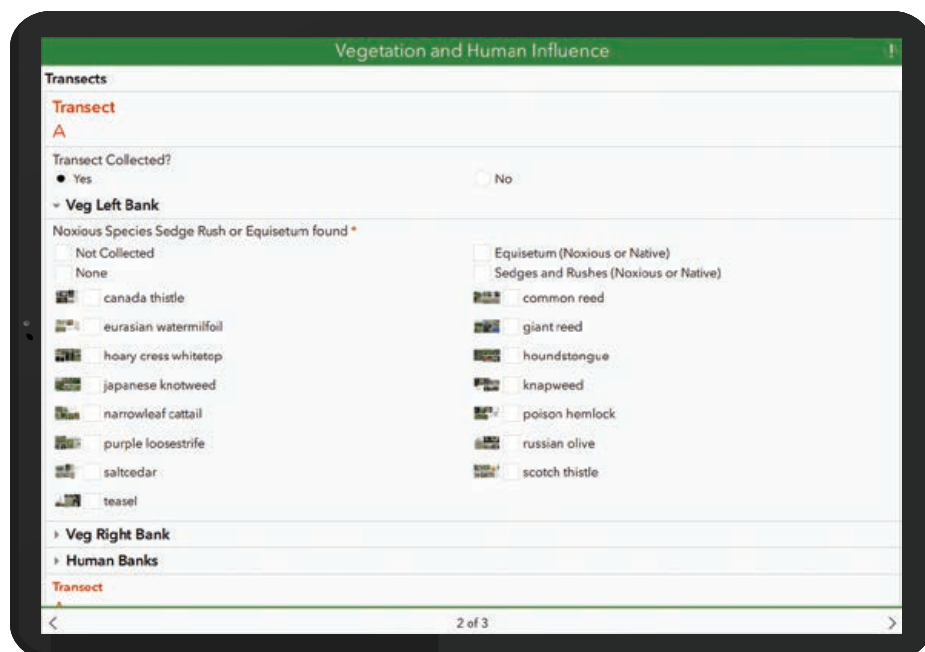 Vegetation and Human Influence !
Transects
Transect
A
Transect Collected?
Yes No
Veg Left Bank
Noxious Species Sedge Rush or Equisetum found *
Not Collected Equisetum (Noxious or Native)
None Sedges and Rushes (Noxious or Native)
canada thistle common reed
eurasian watermilfoil giant reed
hoary cress whitetop houndstongue
japanese knotweed knapweed
narrowleaf cattail poison hemlock
purple loosestrife russian olive
saltcedar scotch thistle
teasel
Veg Right Bank
Human Banks
Transect
A
< 2 of 3 >